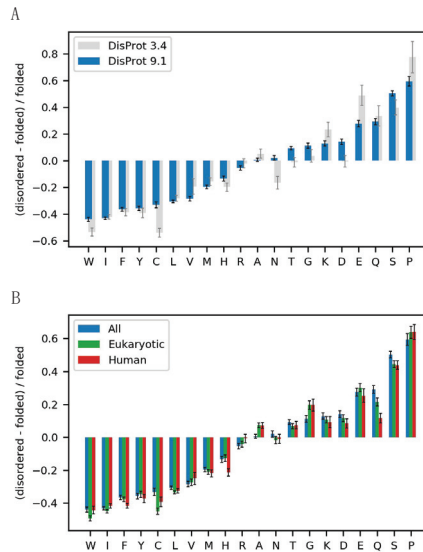 A
DisProt 3.4
DisProt 9.1
(disordered - folded) / folded
0.8
0.6
0.4
0.2
0.0
−0.2
−0.4
−0.6
W I F Y C L V M H R A N T G K D E Q S P
B
All
Eukaryotic
Human
(disordered - folded) / folded
0.6
0.4
0.2
0.0
−0.2
−0.4
W I F Y C L V M H R A N T G K D E Q S P